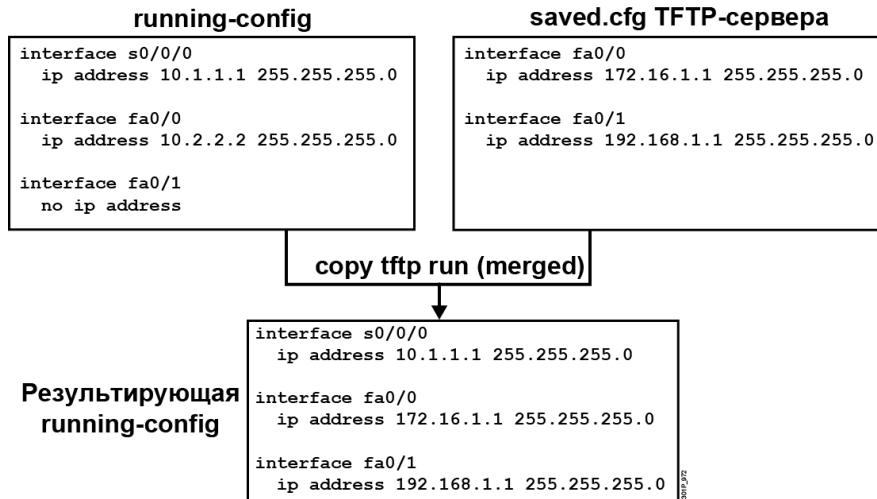 running-config
interface s0/0/0
ip address 10.1.1.1 255.255.255.0
interface fa0/0
ip address 10.2.2.2 255.255.255.0
interface fa0/1
no ip address
saved.cfg TFTP-сервера
interface fa0/0
ip address 172.16.1.1 255.255.255.0
interface fa0/1
ip address 192.168.1.1 255.255.255.0
copy tftp run (merged)
Результирующая
running-config
interface s0/0/0
ip address 10.1.1.1 255.255.255.0
interface fa0/0
ip address 172.16.1.1 255.255.255.0
interface fa0/1
ip address 192.168.1.1 255.255.255.0